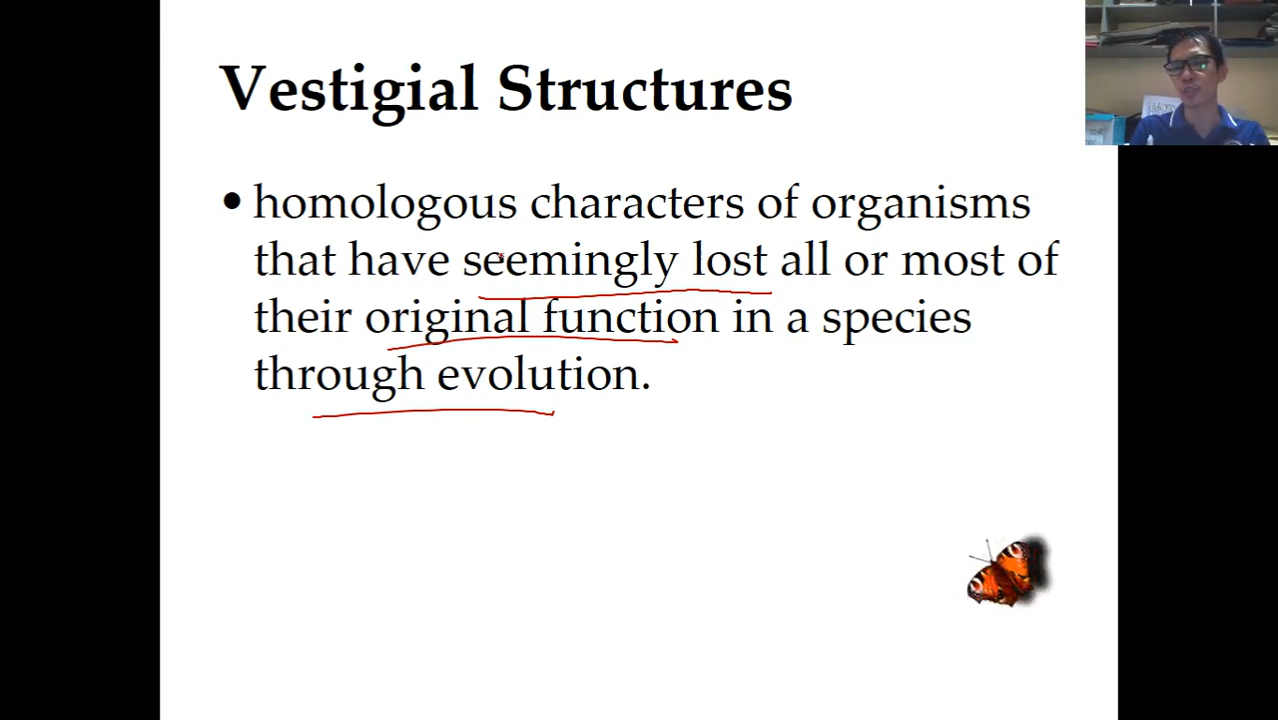 Vestigial Structures
• homologous characters of organisms
that have seemingly lost all or most of
their original function in a species
through evolution.